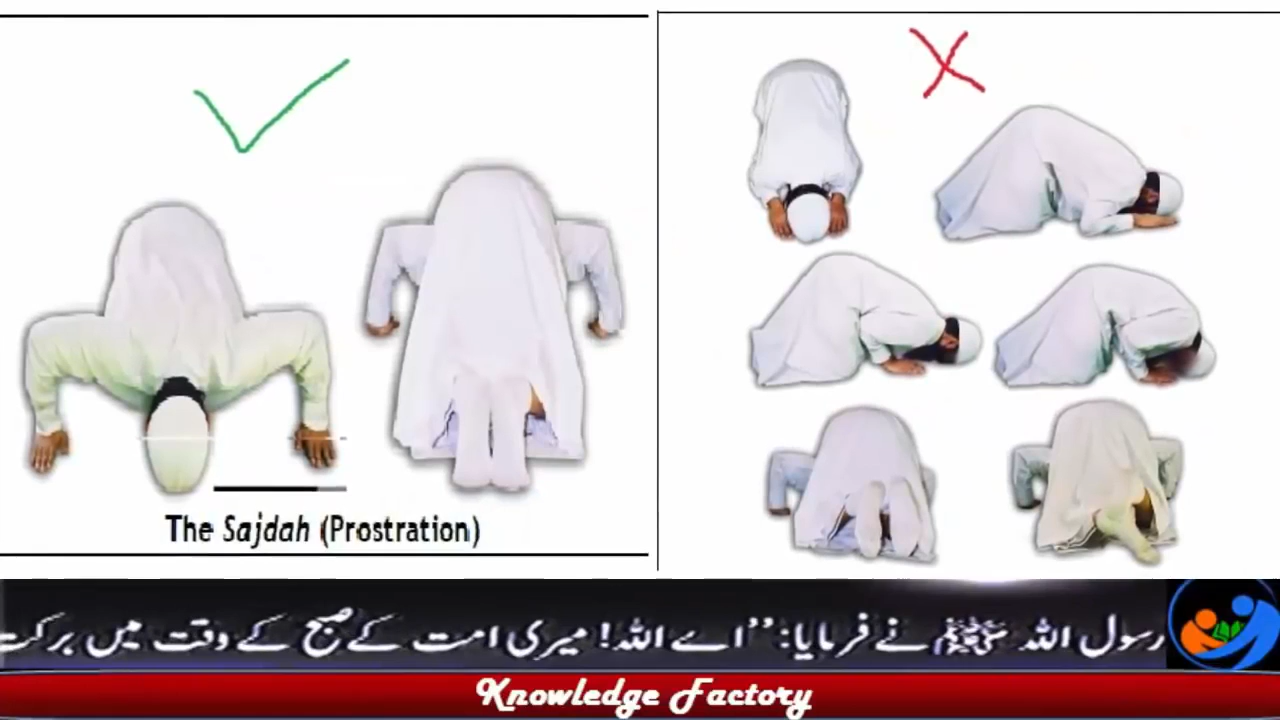 The Sajdah (Prostration)
رسول اللہ ﷺ نے فرمایا: ’’اے اللہ! میری امت کے صبح کے وقت میں برکت
Knowledge Factory